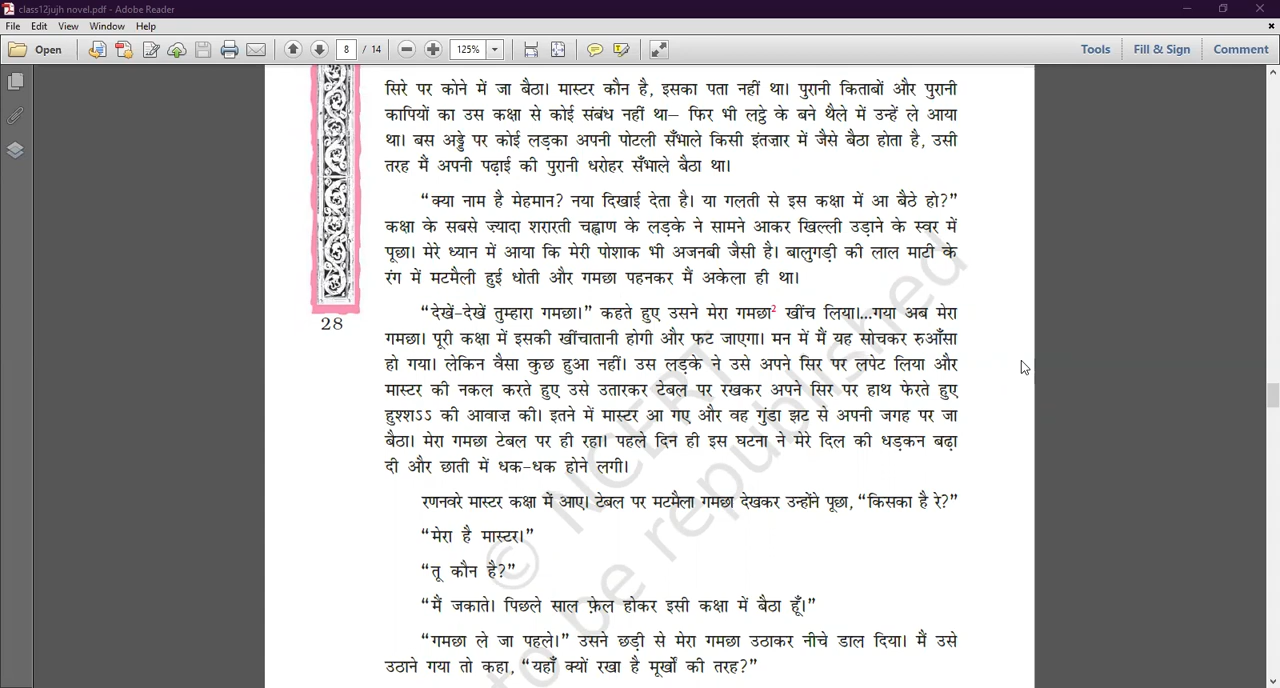 class12jujh novel.pdf - Adobe Reader
File Edit View Window Help
Open 8 / 14 125% Tools Fill & Sign Comment
सिरे पर कोने में जा बैठा। मास्टर कौन है, इसका पता नहीं था। पुरानी किताबों और पुरानी
कापियों का उस कक्षा से कोई संबंध नहीं था– फिर भी लट्ठे के बने थैले में उन्हें ले आया
था। बस अड्डे पर कोई लड़का अपनी पोटली सँभाले किसी इंतज़ार में जैसे बैठा होता है, उसी
तरह मैं अपनी पढ़ाई की पुरानी धरोहर सँभाले बैठा था।
“क्या नाम है मेहमान? नया दिखाई देता है। या गलती से इस कक्षा में आ बैठे हो?”
कक्षा के सबसे ज्यादा शरारती चह्वाण के लड़के ने सामने आकर खिल्ली उड़ाने के स्वर में
पूछा। मेरे ध्यान में आया कि मेरी पोशाक भी अजनबी जैसी है। बालुगड़ी की लाल माटी के
रंग में मटमैली हुई धोती और गमछा पहनकर मैं अकेला ही था।
“देखें-देखें तुम्हारा गमछा।” कहते हुए उसने मेरा गमछा2 खींच लिया।...गया अब मेरा
28
गमछा। पूरी कक्षा में इसकी खींचातानी होगी और फट जाएगा। मन में मैं यह सोचकर रुआँसा
हो गया। लेकिन वैसा कुछ हुआ नहीं। उस लड़के ने उसे अपने सिर पर लपेट लिया और
मास्टर की नकल करते हुए उसे उतारकर टेबल पर रखकर अपने सिर पर हाथ फेरते हुए
हुश्शऽऽ की आवाज़ की। इतने में मास्टर आ गए और वह गुंडा झट से अपनी जगह पर जा
बैठा। मेरा गमछा टेबल पर ही रहा। पहले दिन ही इस घटना ने मेरे दिल की धड़कन बढ़ा
दी और छाती में धक-धक होने लगी।
रणनवरे मास्टर कक्षा में आए। टेबल पर मटमैला गमछा देखकर उन्होंने पूछा, “किसका है रे?”
“मेरा है मास्टर।”
“तू कौन है?”
“मैं जकाते। पिछले साल फ़ेल होकर इसी कक्षा में बैठा हूँ।”
“गमछा ले जा पहले।” उसने छड़ी से मेरा गमछा उठाकर नीचे डाल दिया। मैं उसे
उठाने गया तो कहा, “यहाँ क्यों रखा है मूर्खों की तरह?”
© NCERT
to be republished